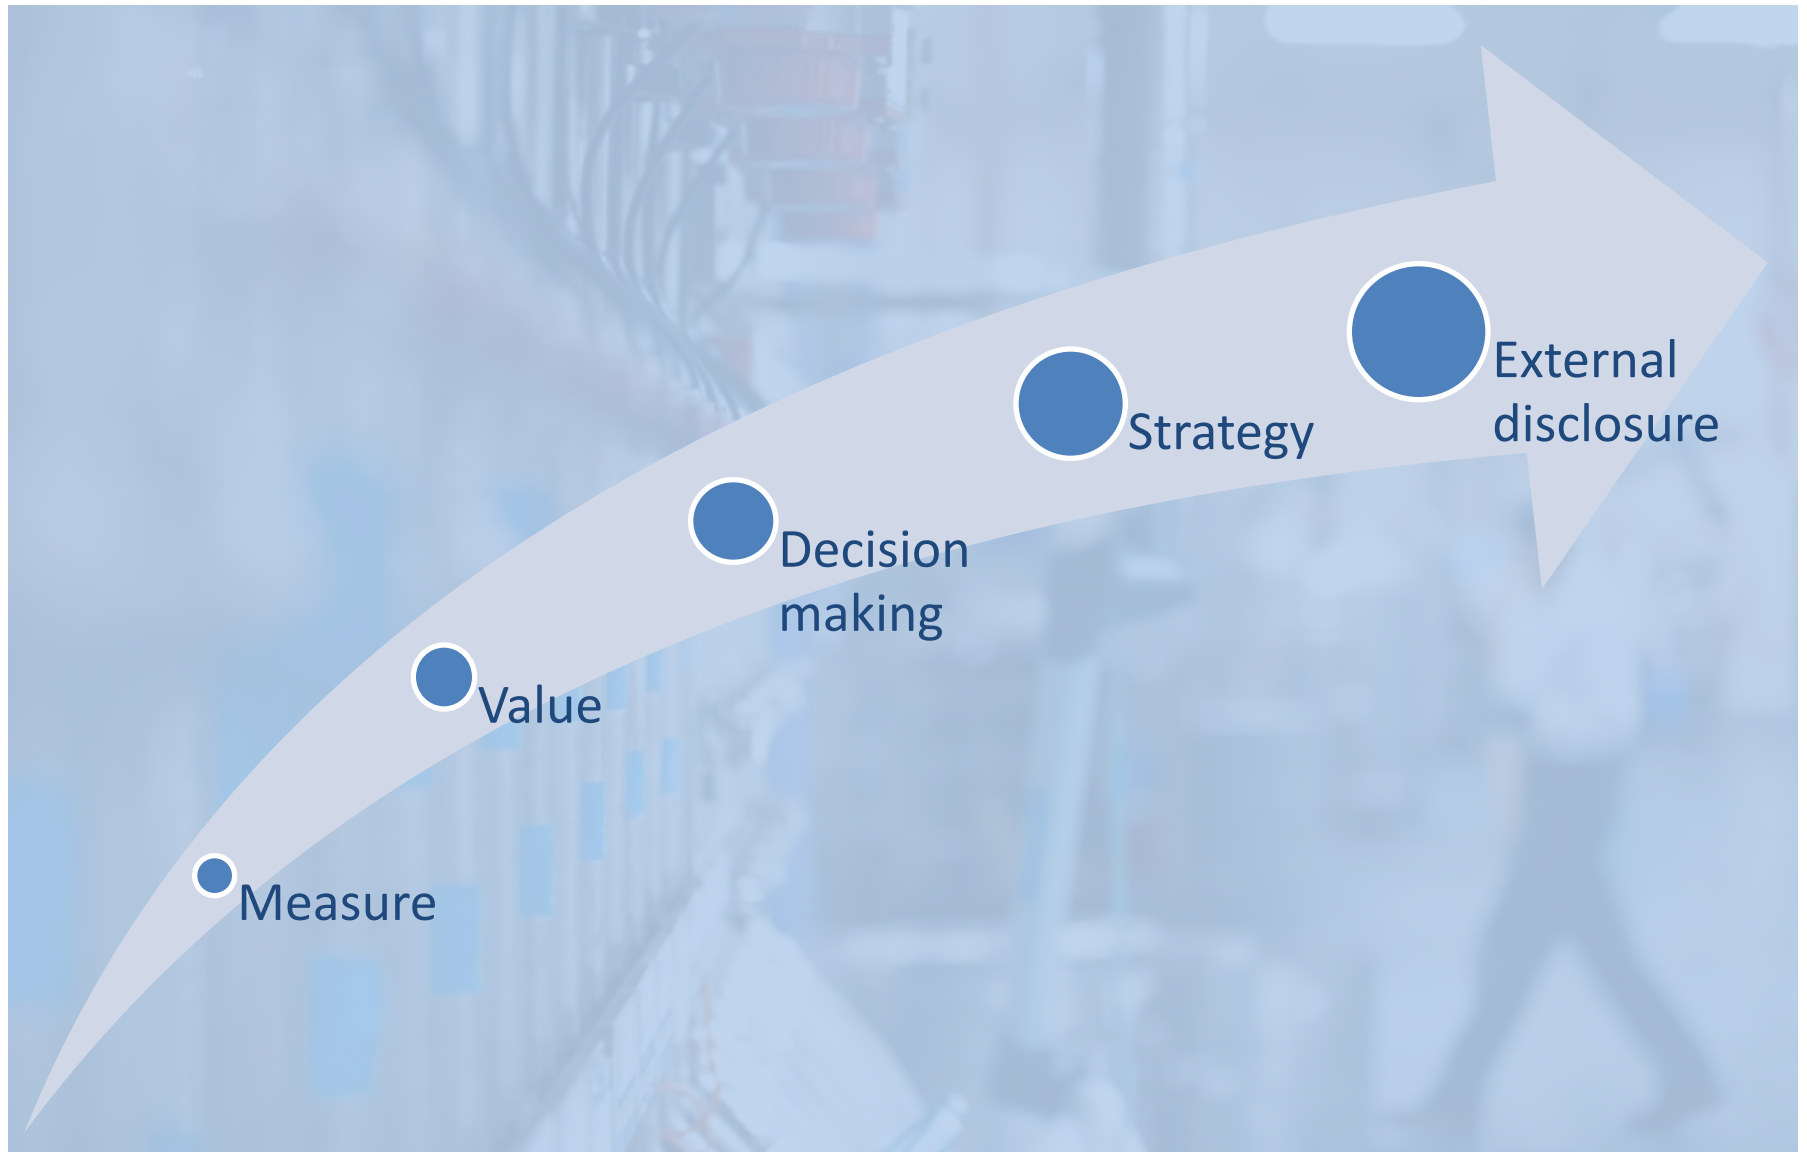 Measure
Value
Decision
making
Strategy
External
disclosure